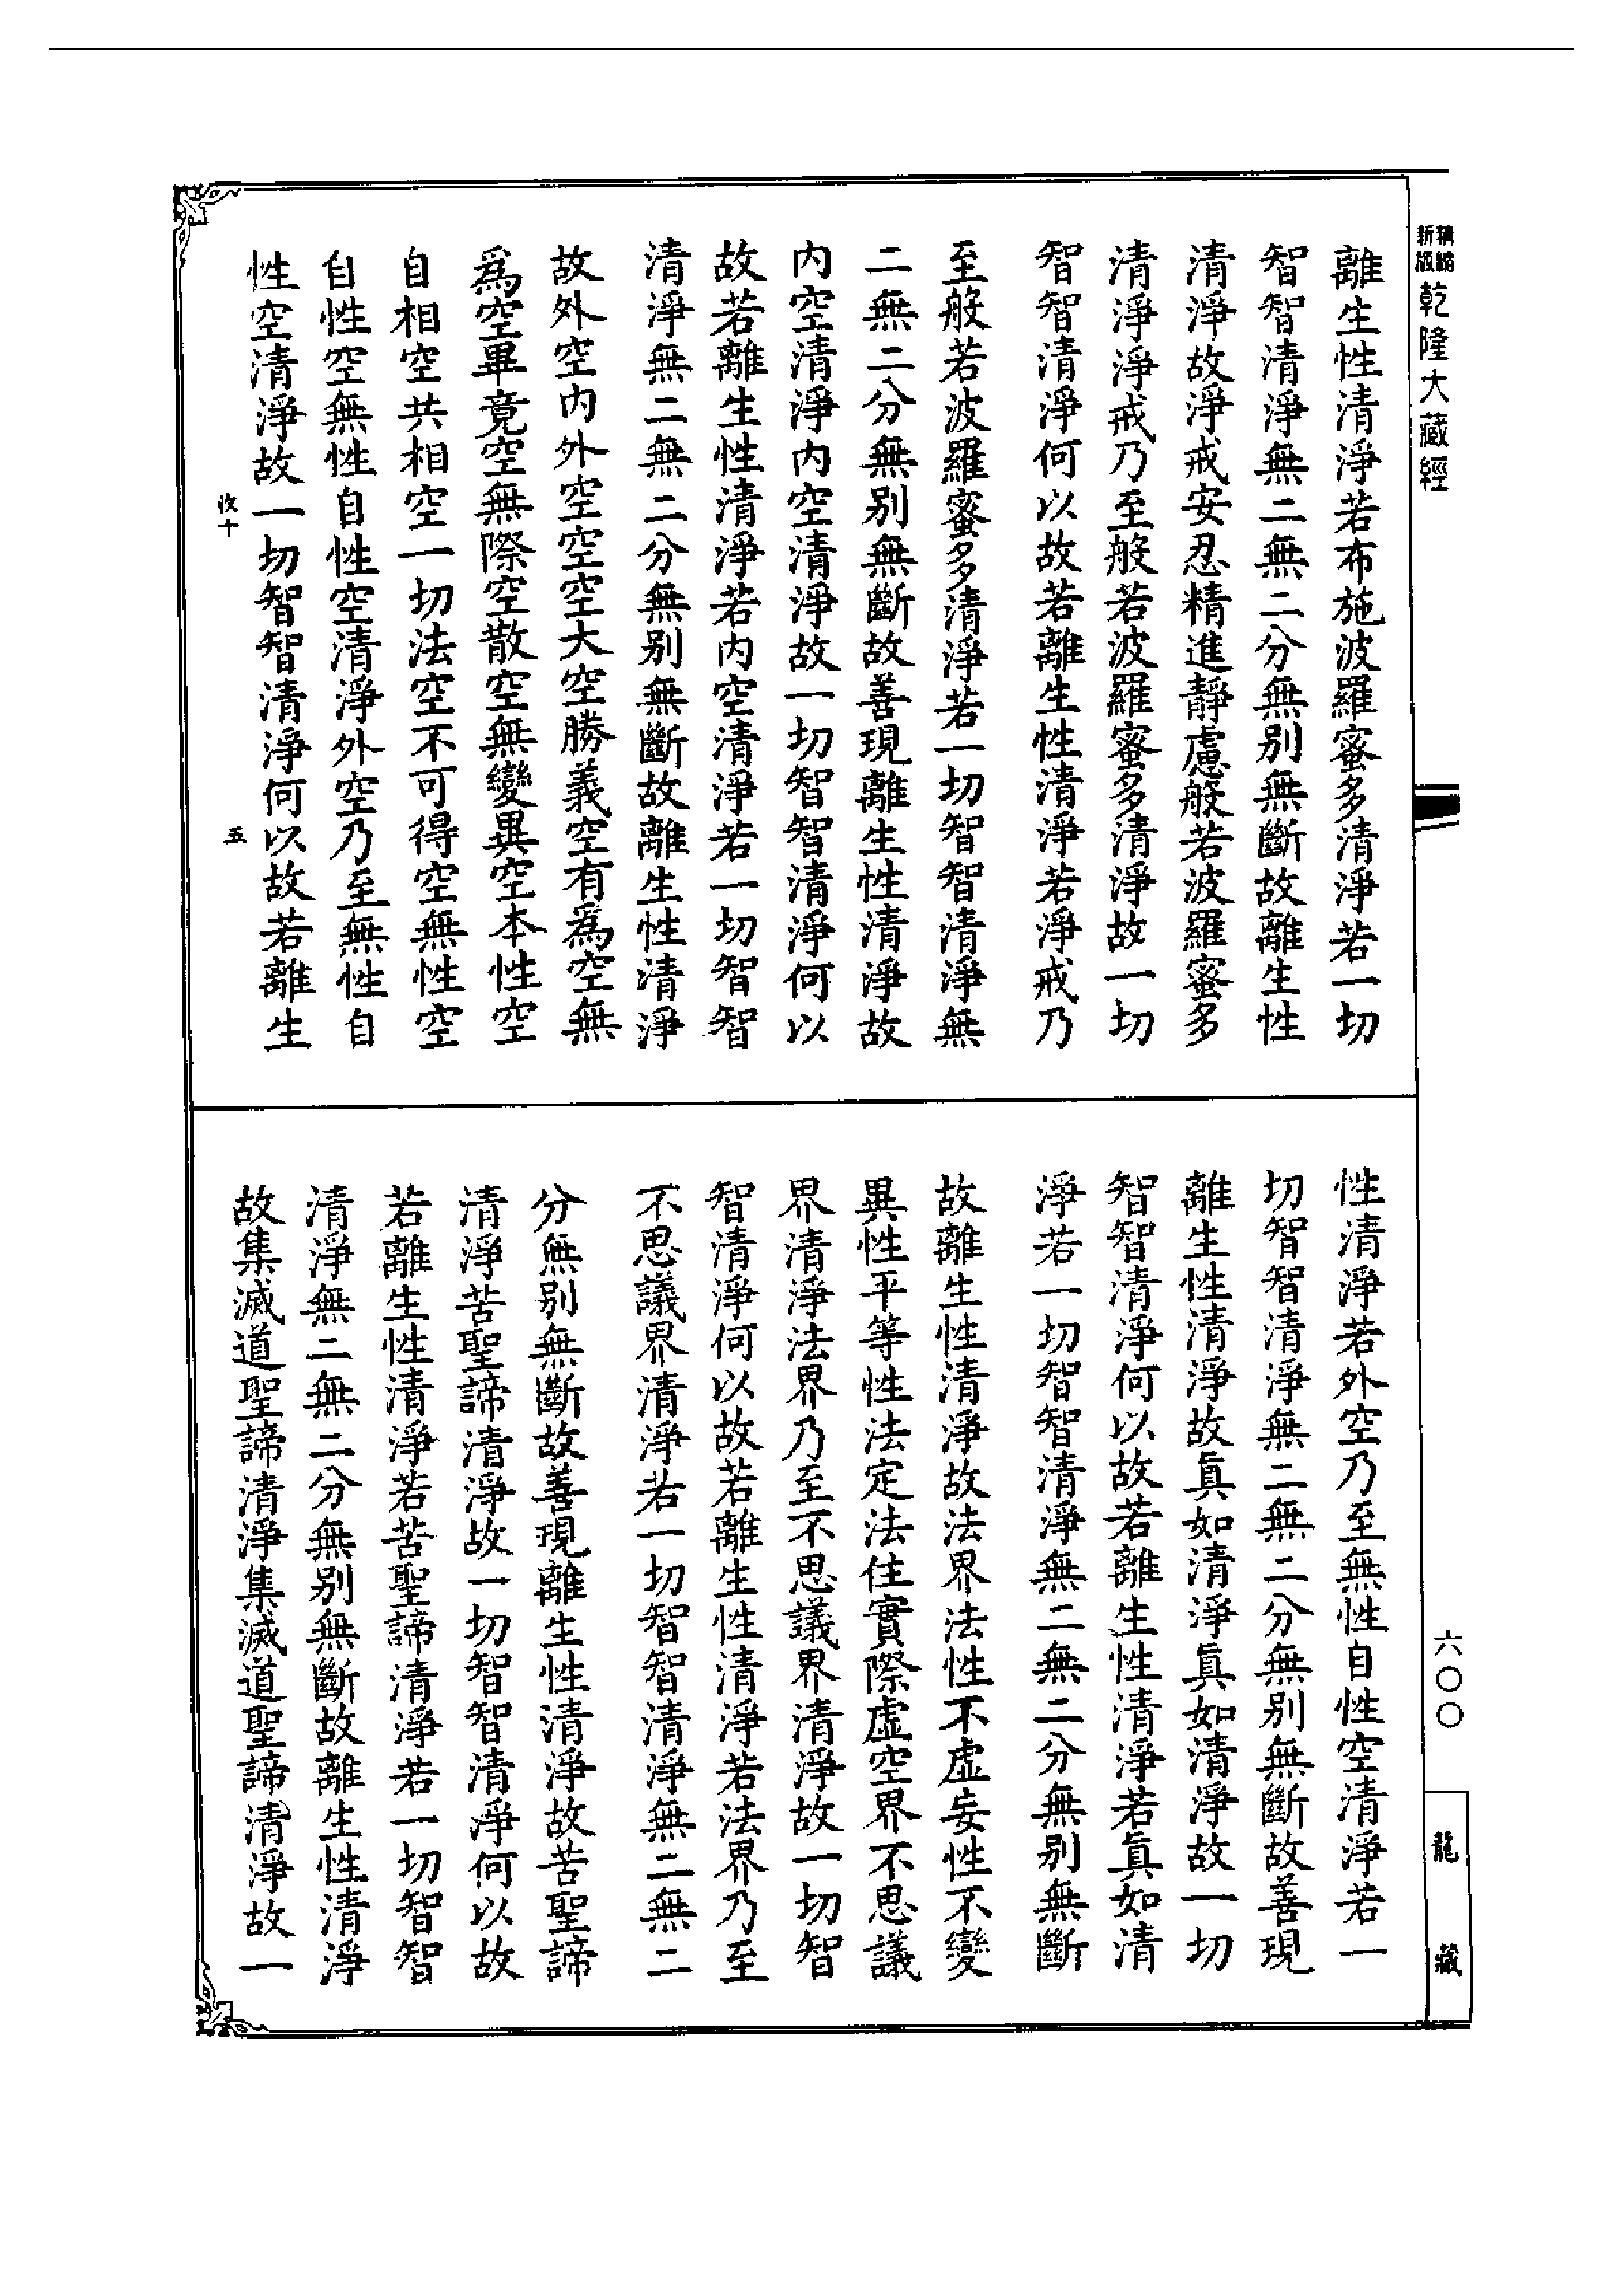 新編
縮版
乾隆大藏經
離生性清淨若布施波羅蜜多清淨若一切
智智清淨無二無二分無別無斷故離生性
清淨故淨戒安忍精進靜慮般若波羅蜜多
清淨淨戒乃至般若波羅蜜多清淨故一切
智智清淨何以故若離生性清淨若淨戒乃
至般若波羅蜜多清淨若一切智智清淨無
二無二分無別無斷故善現離生性清淨故
內空清淨內空清淨故一切智智清淨何以
故若離生性清淨若內空清淨若一切智智
清淨無二無二分無別無斷故離生性清淨
故外空內外空空空大空勝義空有為空無
為空畢竟空無際空散空無變異空本性空
自相空共相空一切法空不可得空無性空
自性空無性自性空清淨外空乃至無性自
性空清淨故一切智智清淨何以故若離生
收十 五
性清淨若外空乃至無性自性空清淨若一
切智智清淨無二無二分無別無斷故善現
離生性清淨故真如清淨真如清淨故一切
智智清淨何以故若離生性清淨若真如清
淨若一切智智清淨無二無二分無別無斷
故離生性清淨故法界法性不虛妄性不變
異性平等性法定法住實際虛空界不思議
界清淨法界乃至不思議界清淨故一切智
智清淨何以故若離生性清淨若法界乃至
不思議界清淨若一切智智清淨無二無二
分無別無斷故善現離生性清淨故苦聖諦
清淨苦聖諦清淨故一切智智清淨何以故
若離生性清淨若苦聖諦清淨若一切智智
清淨無二無二分無別無斷故離生性清淨
故集滅道聖諦清淨集滅道聖諦清淨故一
六〇〇
龍藏